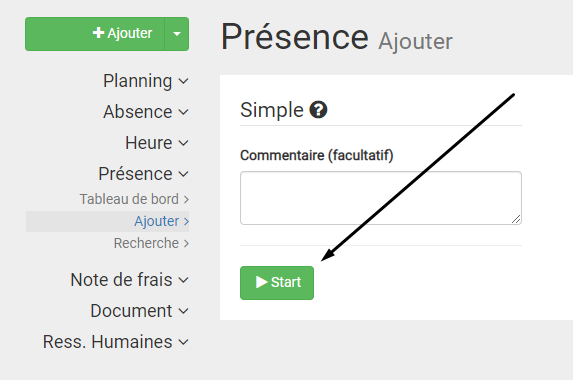 Ajouter
Planning
Absence
Heure
Présence
Tableau de bord
Ajouter
Recherche
Note de frais
Document
Ress. Humaines
Présence Ajouter
Simple
Commentaire (facultatif)
Start